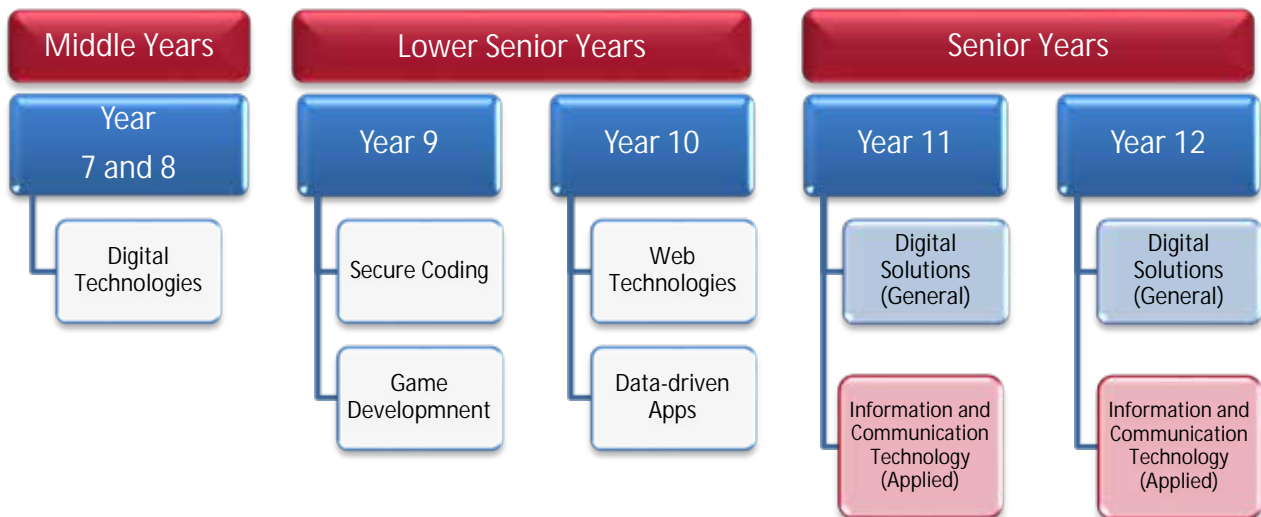 Middle Years
Lower Senior Years
Senior Years
Year
7 and 8
Year 9
Year 10
Year 11
Year 12
Digital
Technologies
Secure Coding
Web
Technologies
Digital
Solutions
(General)
Digital
Solutions
(General)
Game
Developmnent
Data-driven
Apps
Information and
Communication
Technology
(Applied)
Information and
Communication
Technology
(Applied)